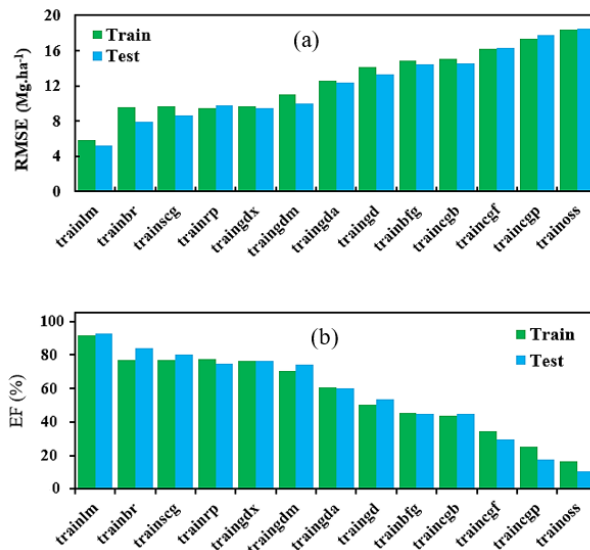 20
16
12
8
4
0
RMSE (Mg.ha⁻¹)
(a)
Train
Test
trainlm
trainbr
trainscg
trainrp
traingdx
traingdm
traingda
traingd
trainbfg
traincgb
traincgf
traincgp
trainoss
100
80
60
40
20
0
EF (%)
(b)
Train
Test
trainlm
trainbr
trainscg
trainrp
traingdx
traingdm
traingda
traingd
trainbfg
traincgb
traincgf
traincgp
trainoss